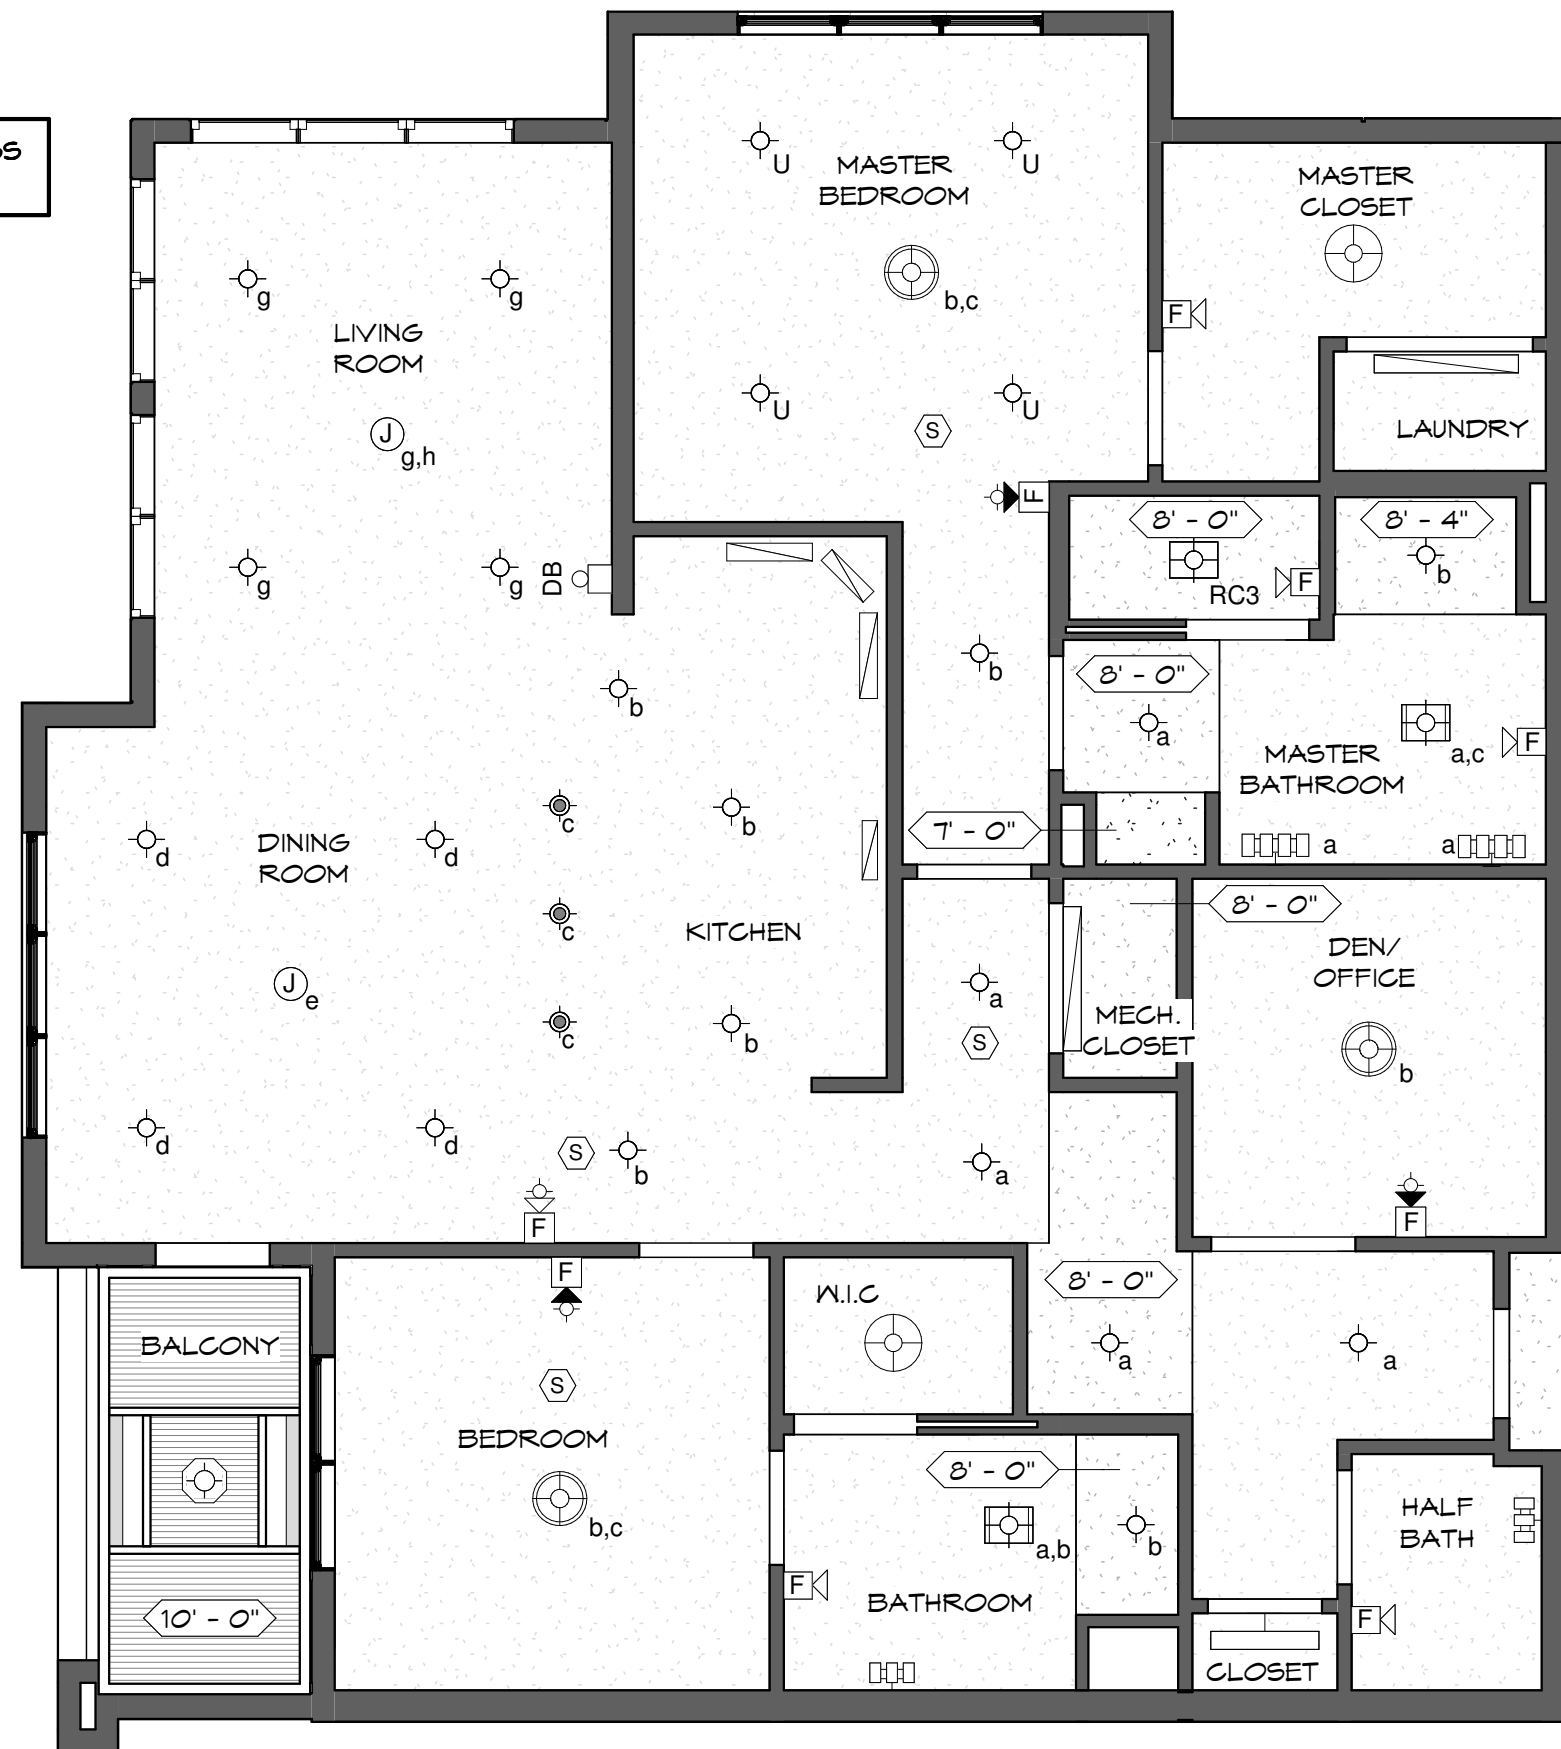 SS
U
U
MASTER
BEDROOM
MASTER
CLOSET
b,c
g
g
F
LIVING
ROOM
U
U
S
J
g,h
LAUNDRY
F
8' - 0"
8' - 4"
DB
g
g
F
RC3
b
b
b
8' - 0"
a
a,c
F
MASTER
BATHROOM
7' - 0"
a
a
c
b
d
DINING
ROOM
d
c
KITCHEN
8' - 0"
DEN/
OFFICE
J
e
a
c
b
S
MECH.
CLOSET
b
d
d
S
b
a
F
F
F
8' - 0"
W.I.C
BALCONY
a
a
S
BEDROOM
b,c
8' - 0"
a,b
b
HALF
BATH
F
BATHROOM
10' - 0"
F
CLOSET